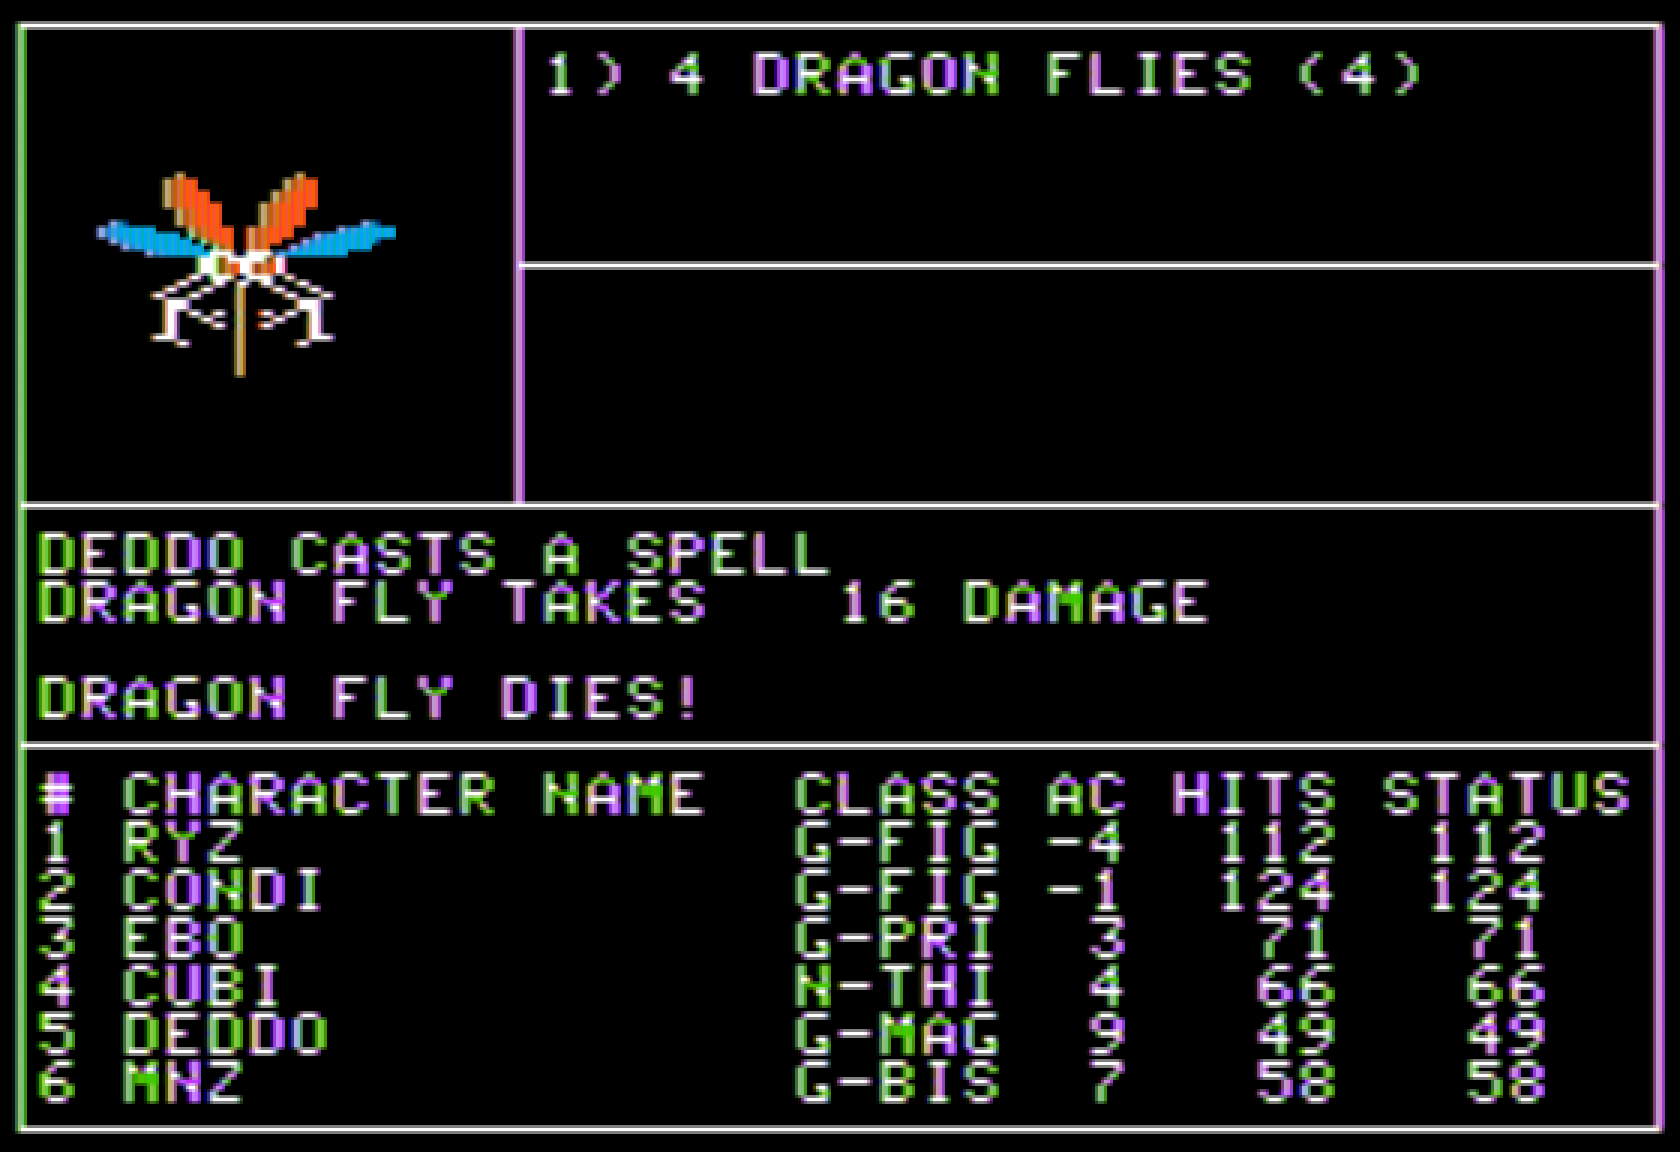 1) 4 DRAGON FLIES (4)
DEDDO CASTS A SPELL
DRAGON FLY TAKES   16 DAMAGE
DRAGON FLY DIES!
# CHARACTER NAME  CLASS AC HITS STATUS
1 RYZ             G-FIG -4  112  112
2 CONDI           G-FIG -1  124  124
3 EBO             G-PRI  3   71   71
4 CUBI            N-THI  4   66   66
5 DEDDO           G-MAG  9   49   49
6 MNZ             G-BIS  7   58   58